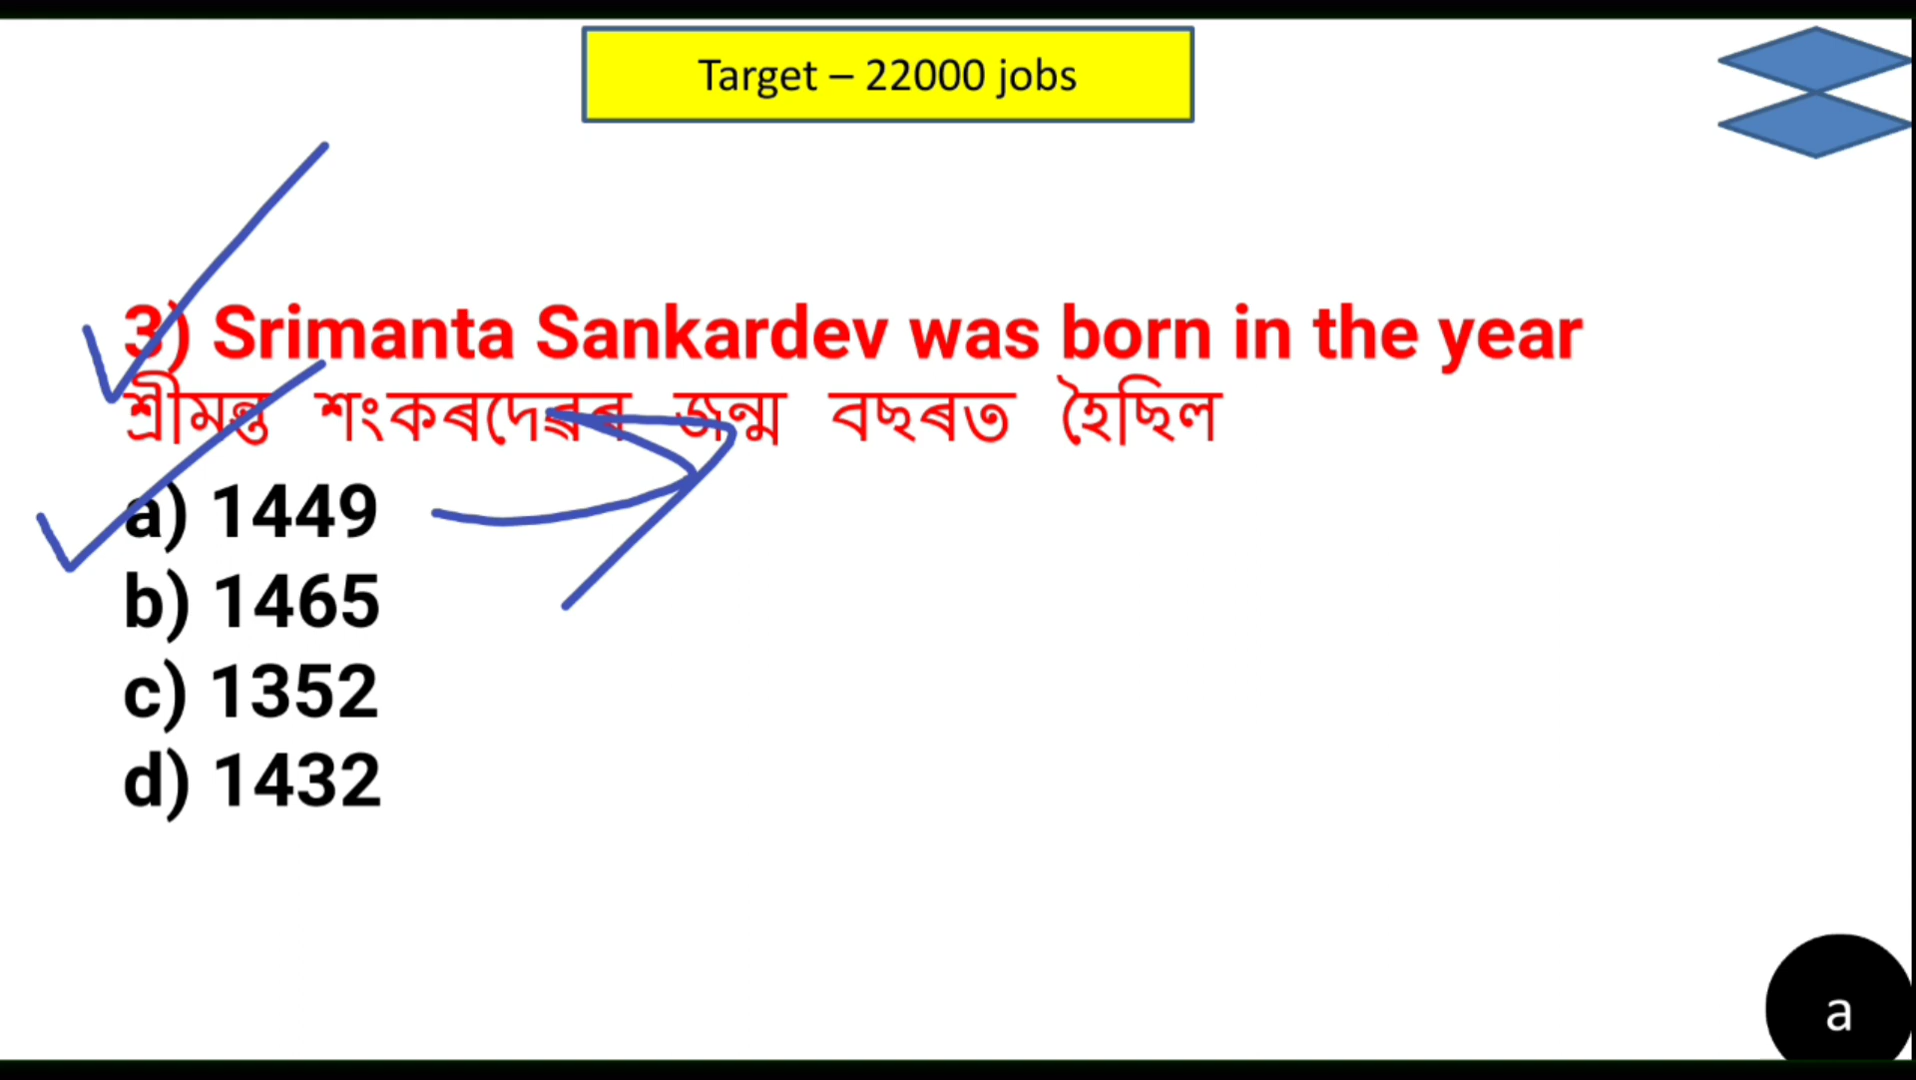 Target – 22000 jobs
3) Srimanta Sankardev was born in the year
শ্ৰীমন্ত শংকৰদেৱৰ জন্ম বছৰত হৈছিল
a) 1449
b) 1465
c) 1352
d) 1432
a